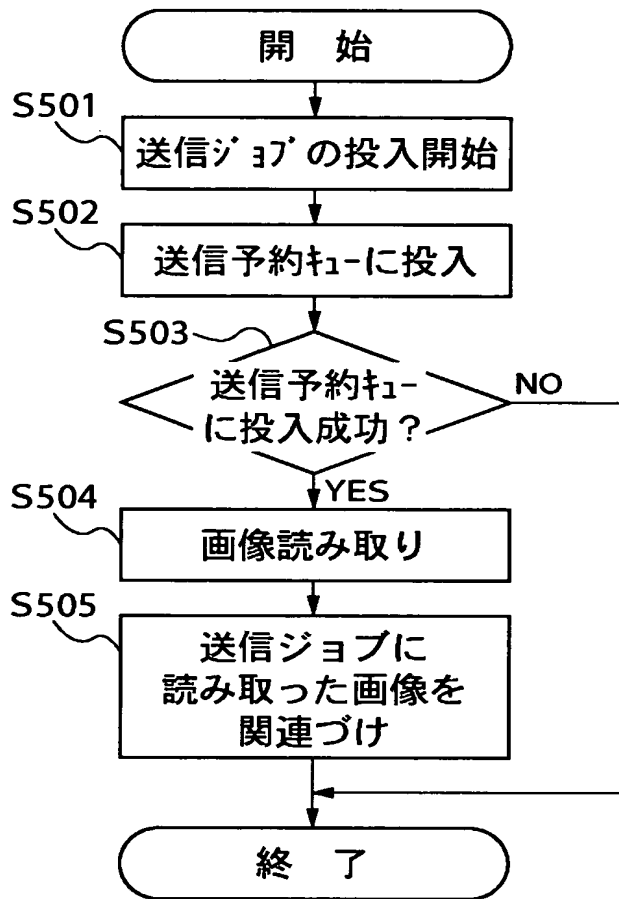 開 始
S501
送信ｼﾞｮﾌﾞの投入開始
S502
送信予約ｷｭｰに投入
S503
送信予約ｷｭｰ
に投入成功？
NO
YES
S504
画像読み取り
S505
送信ジョブに
読み取った画像を
関連づけ
終 了